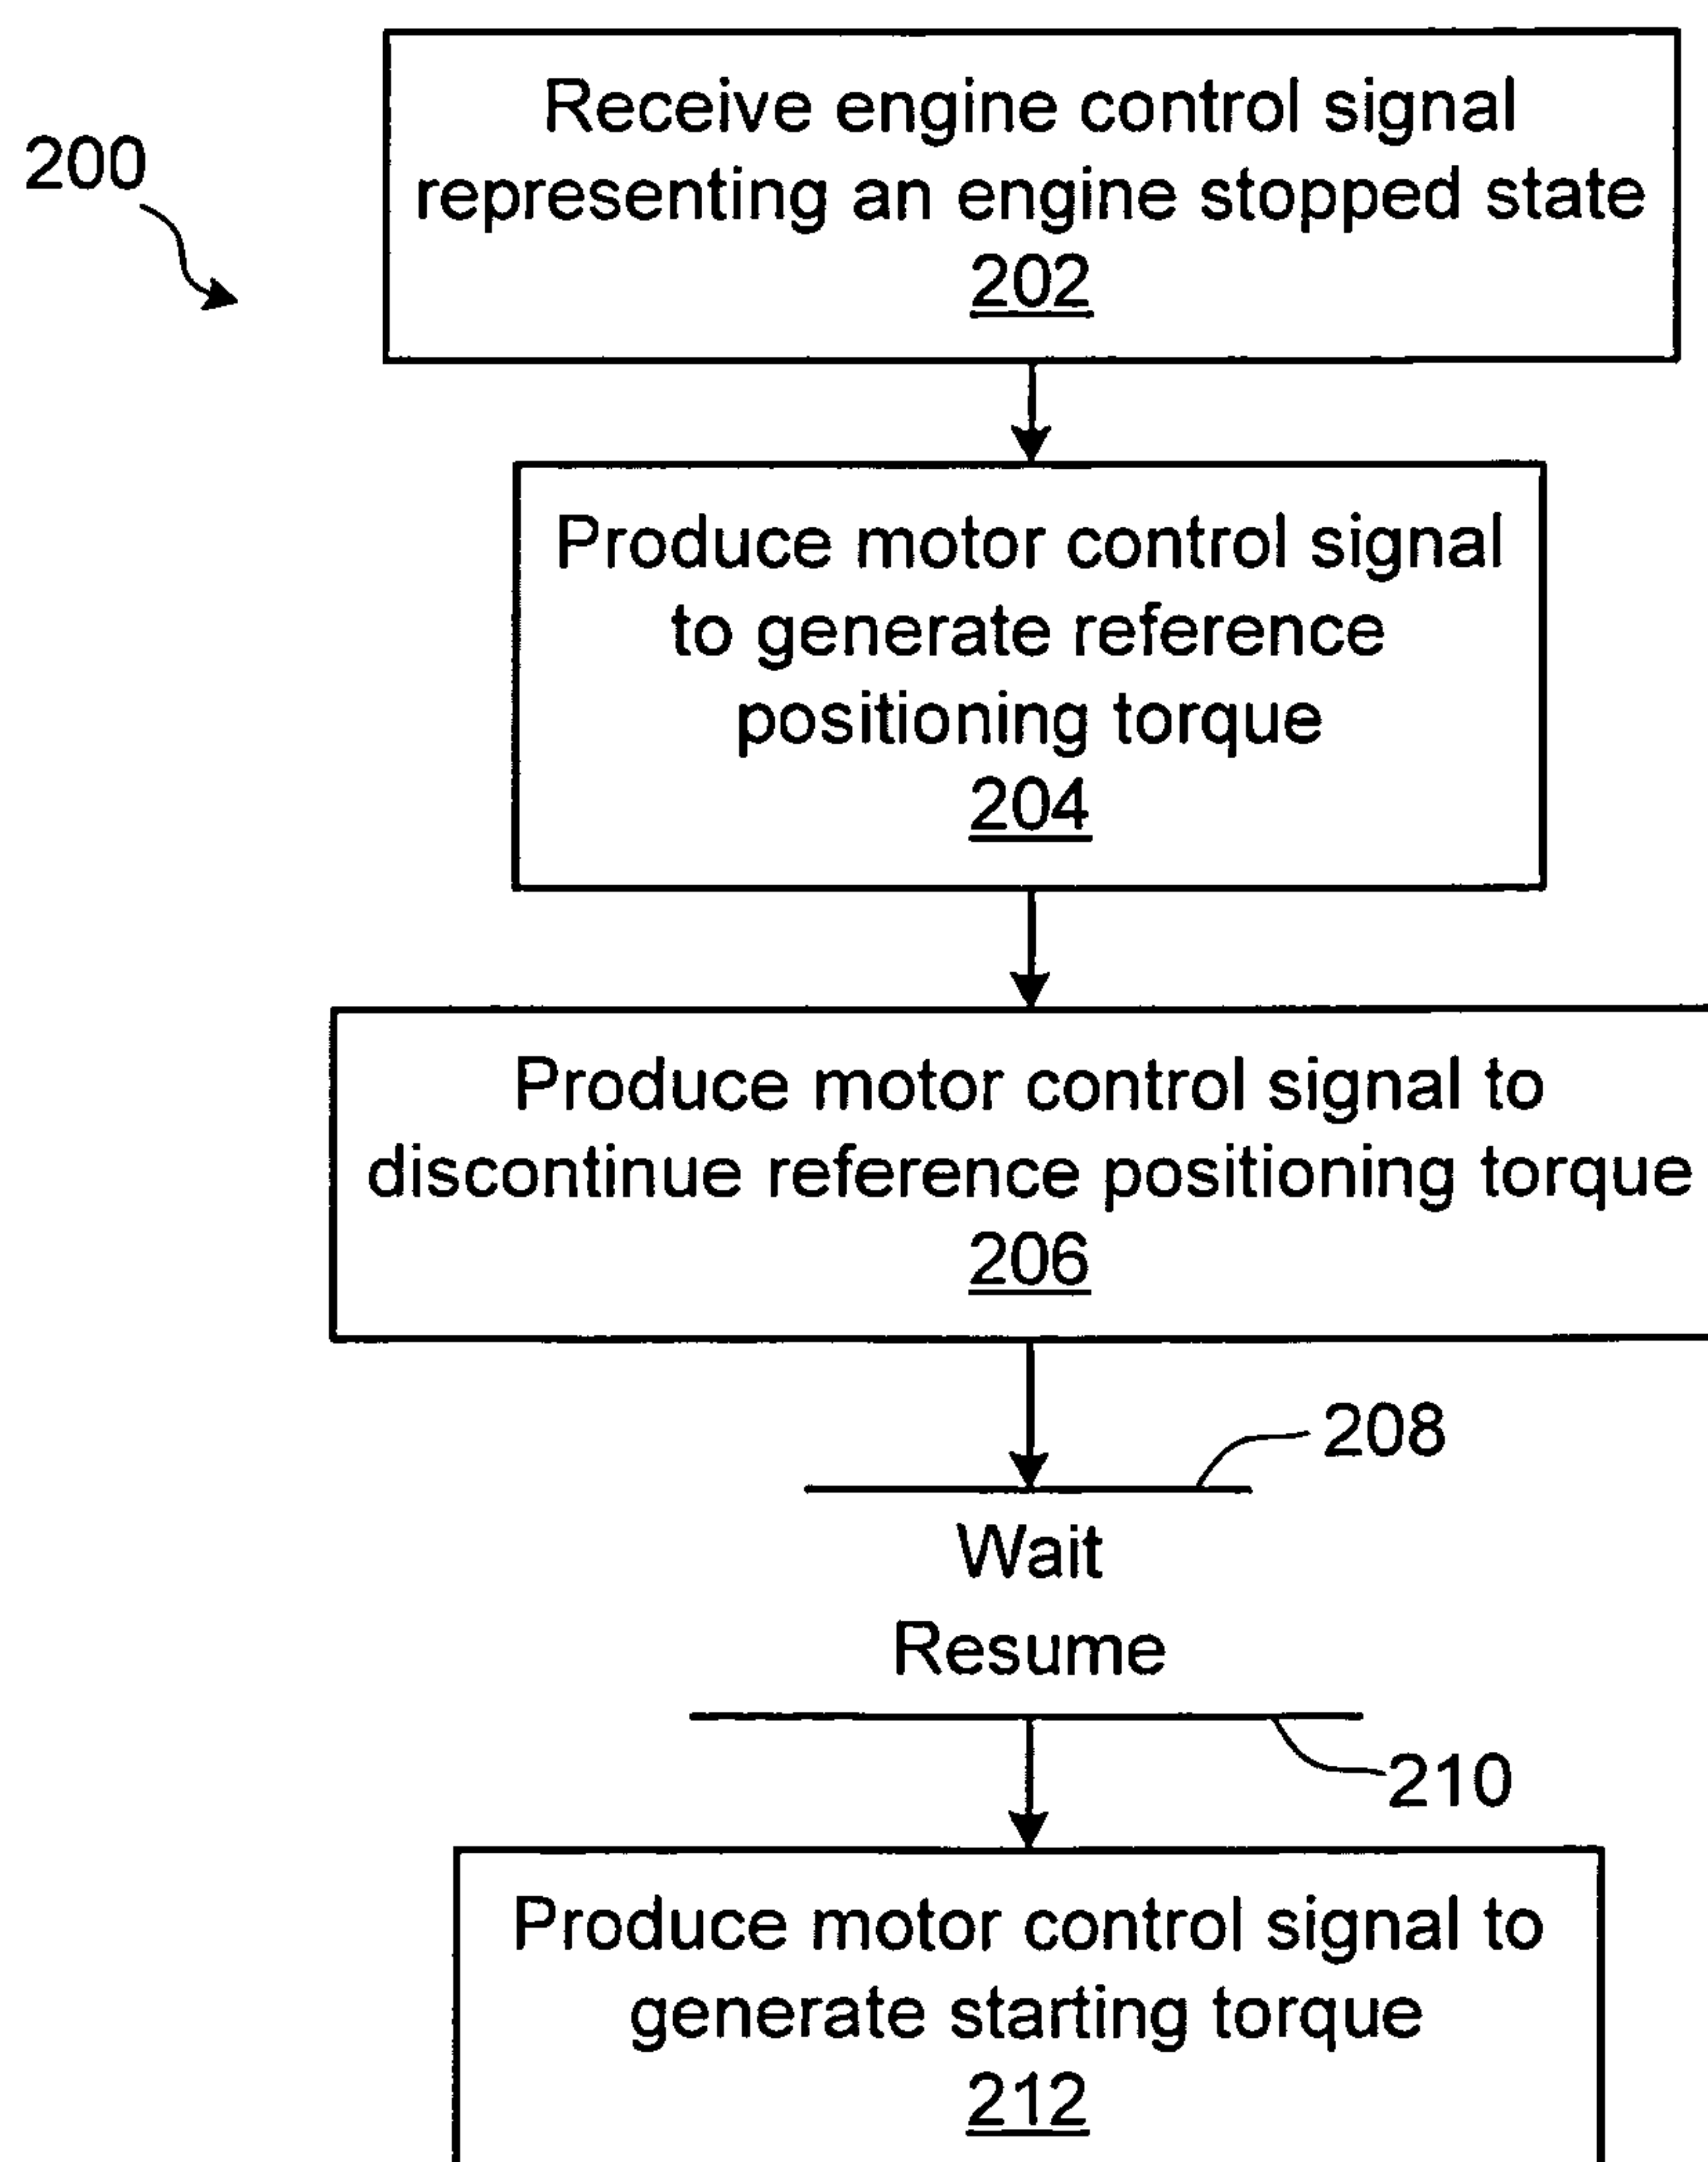 200
Receive engine control signal
representing an engine stopped state
202
Produce motor control signal
to generate reference
positioning torque
204
Produce motor control signal to
discontinue reference positioning torque
206
208
Wait
Resume
210
Produce motor control signal to
generate starting torque
212